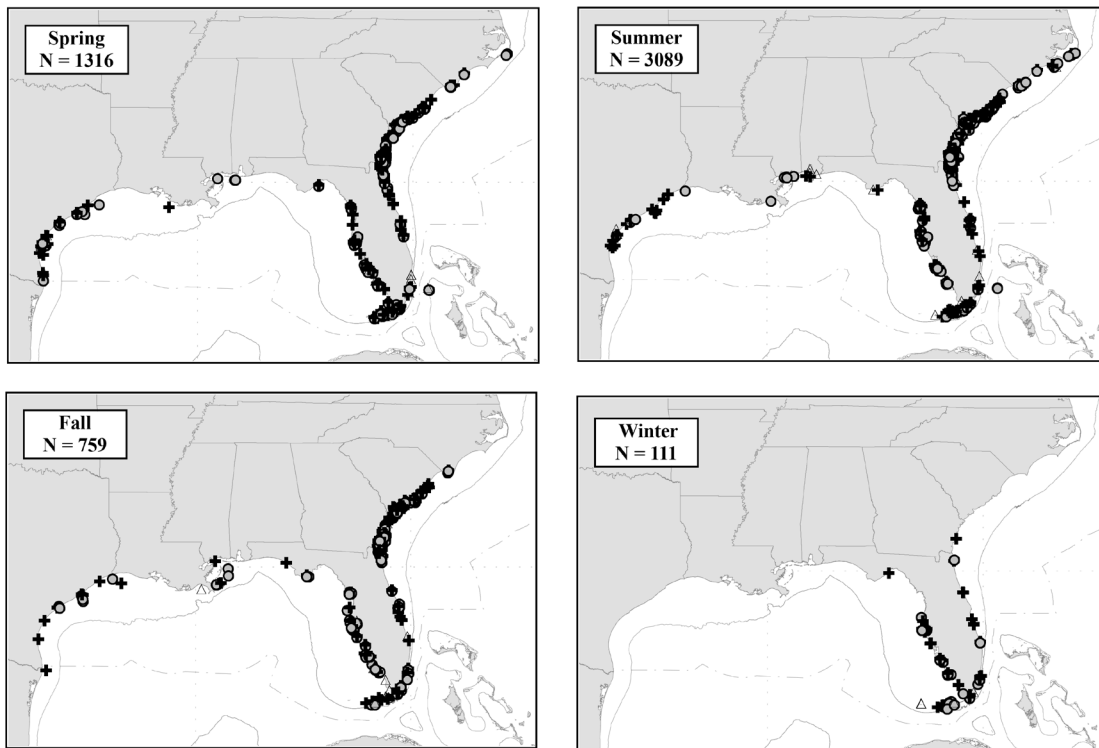 Spring
N = 1316
Summer
N = 3089
Fall
N = 759
Winter
N = 111